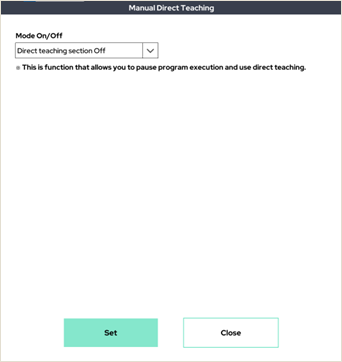 Manual Direct Teaching
Mode On/Off
Direct teaching section Off
This is function that allows you to pause program execution and use direct teaching.
Set
Close